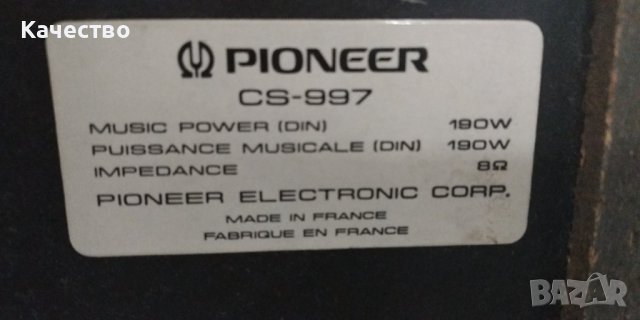 Качество
PIONEER
CS-997
MUSIC POWER (DIN) 190W
PUISSANCE MUSICALE (DIN) 190W
IMPEDANCE 8Ω
PIONEER ELECTRONIC CORP.
MADE IN FRANCE
FABRIQUE EN FRANCE
BAZAR